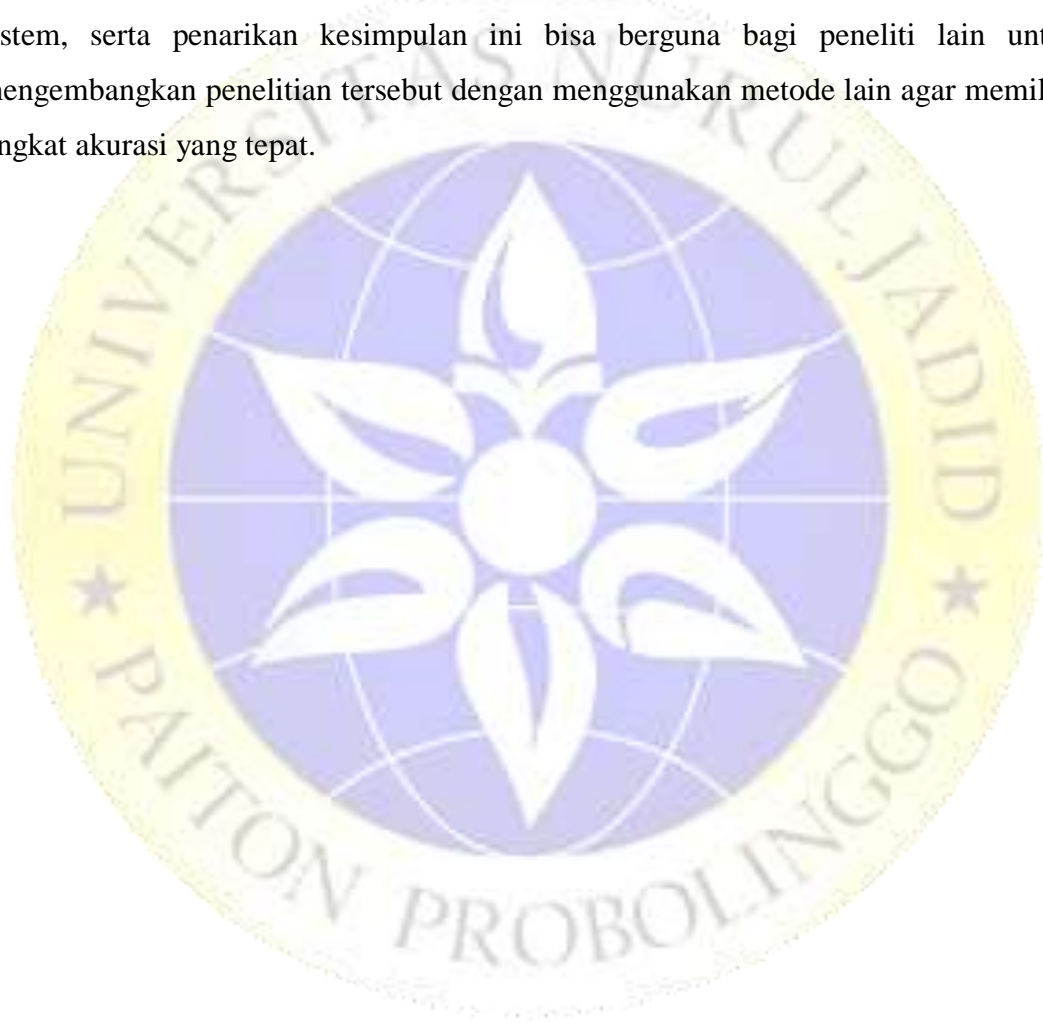 stem, serta penarikan kesimpulan ini bisa berguna bagi peneliti lain unt
engembangkan penelitian tersebut dengan menggunakan metode lain agar memil
ngkat akurasi yang tepat.
UNIVERSITAS NURUL JADID
★ PAITON PROBOLINGGO ★